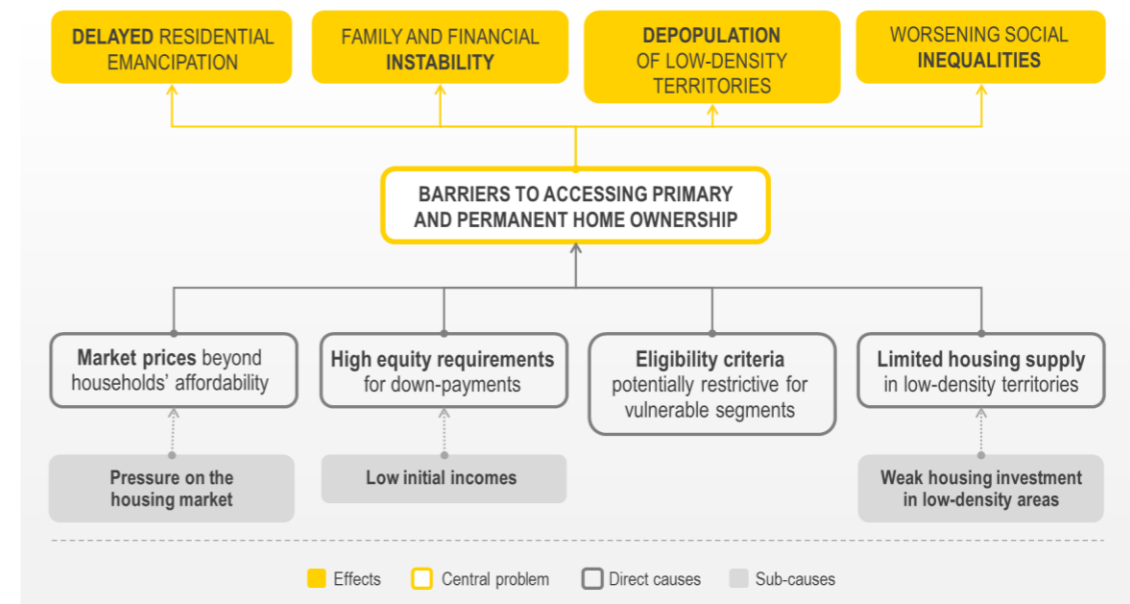 DELAYED RESIDENTIAL
EMANCIPATION
FAMILY AND FINANCIAL
INSTABILITY
DEPOPULATION
OF LOW-DENSITY
TERRITORIES
WORSENING SOCIAL
INEQUALITIES
BARRIERS TO ACCESSING PRIMARY
AND PERMANENT HOME OWNERSHIP
Market prices beyond
households’ affordability
High equity requirements
for down-payments
Eligibility criteria
potentially restrictive for
vulnerable segments
Limited housing supply
in low-density territories
Pressure on the
housing market
Low initial incomes
Weak housing investment
in low-density areas
Effects
Central problem
Direct causes
Sub-causes